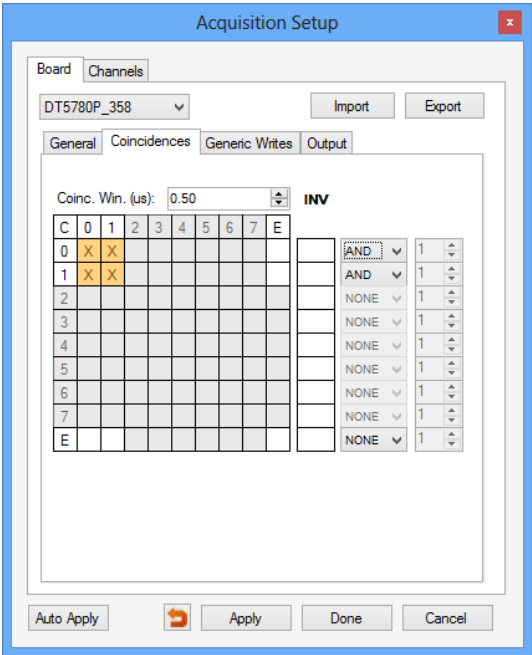 Acquisition Setup
x
Board Channels
DT5780P_358 Import Export
General Coincidences Generic Writes Output
Coinc. Win. (us): 0.50 INV
C 0 1 2 3 4 5 6 7 E
0 X X AND 1
1 X X AND 1
2 NONE 1
3 NONE 1
4 NONE 1
5 NONE 1
6 NONE 1
7 NONE 1
E NONE 1
Auto Apply Apply Done Cancel